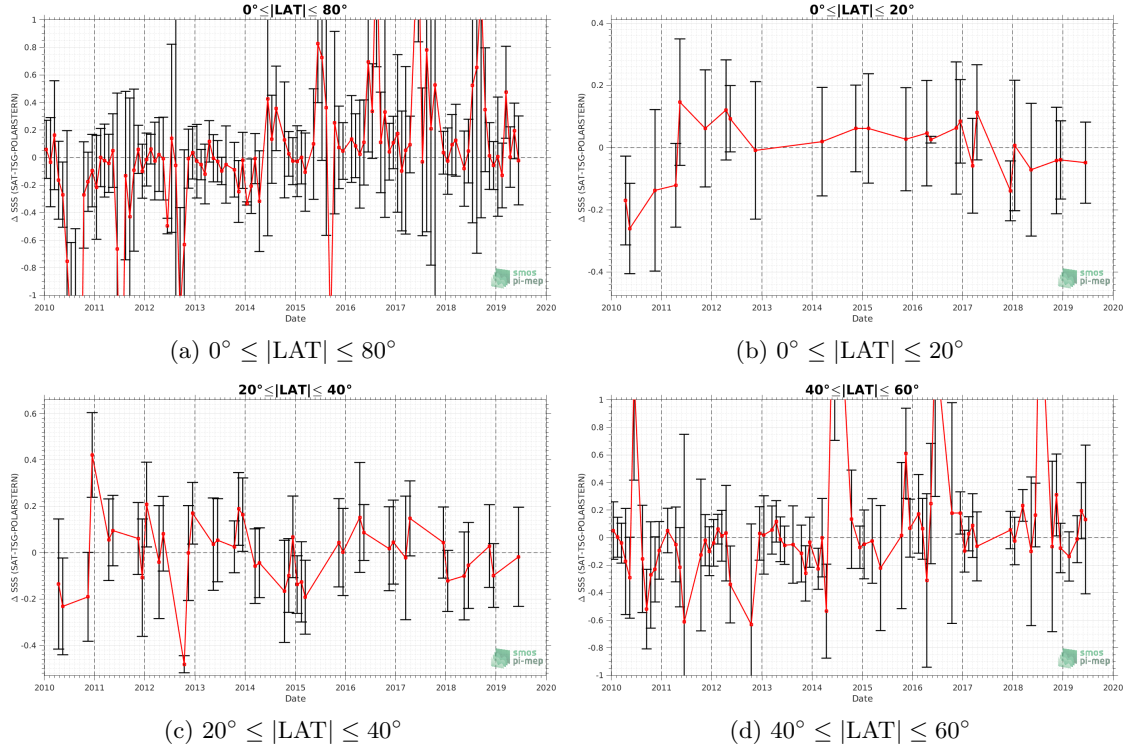 0°≤|LAT|≤ 80°
Δ SSS (SAT-TSG-POLARSTERN)
1
0.8
0.6
0.4
0.2
0
-0.2
-0.4
-0.6
-0.8
-1
2010 2011 2012 2013 2014 2015 2016 2017 2018 2019 2020
Date
smos
pi-mep
(a) 0° ≤ |LAT| ≤ 80°
0°≤|LAT|≤ 20°
Δ SSS (SAT-TSG-POLARSTERN)
0.4
0.2
0
-0.2
-0.4
2010 2011 2012 2013 2014 2015 2016 2017 2018 2019 2020
Date
smos
pi-mep
(b) 0° ≤ |LAT| ≤ 20°
20°≤|LAT|≤ 40°
Δ SSS (SAT-TSG-POLARSTERN)
0.6
0.4
0.2
0
-0.2
-0.4
2010 2011 2012 2013 2014 2015 2016 2017 2018 2019 2020
Date
smos
pi-mep
(c) 20° ≤ |LAT| ≤ 40°
40°≤|LAT|≤ 60°
Δ SSS (SAT-TSG-POLARSTERN)
1
0.8
0.6
0.4
0.2
0
-0.2
-0.4
-0.6
-0.8
-1
2010 2011 2012 2013 2014 2015 2016 2017 2018 2019 2020
Date
smos
pi-mep
(d) 40° ≤ |LAT| ≤ 60°